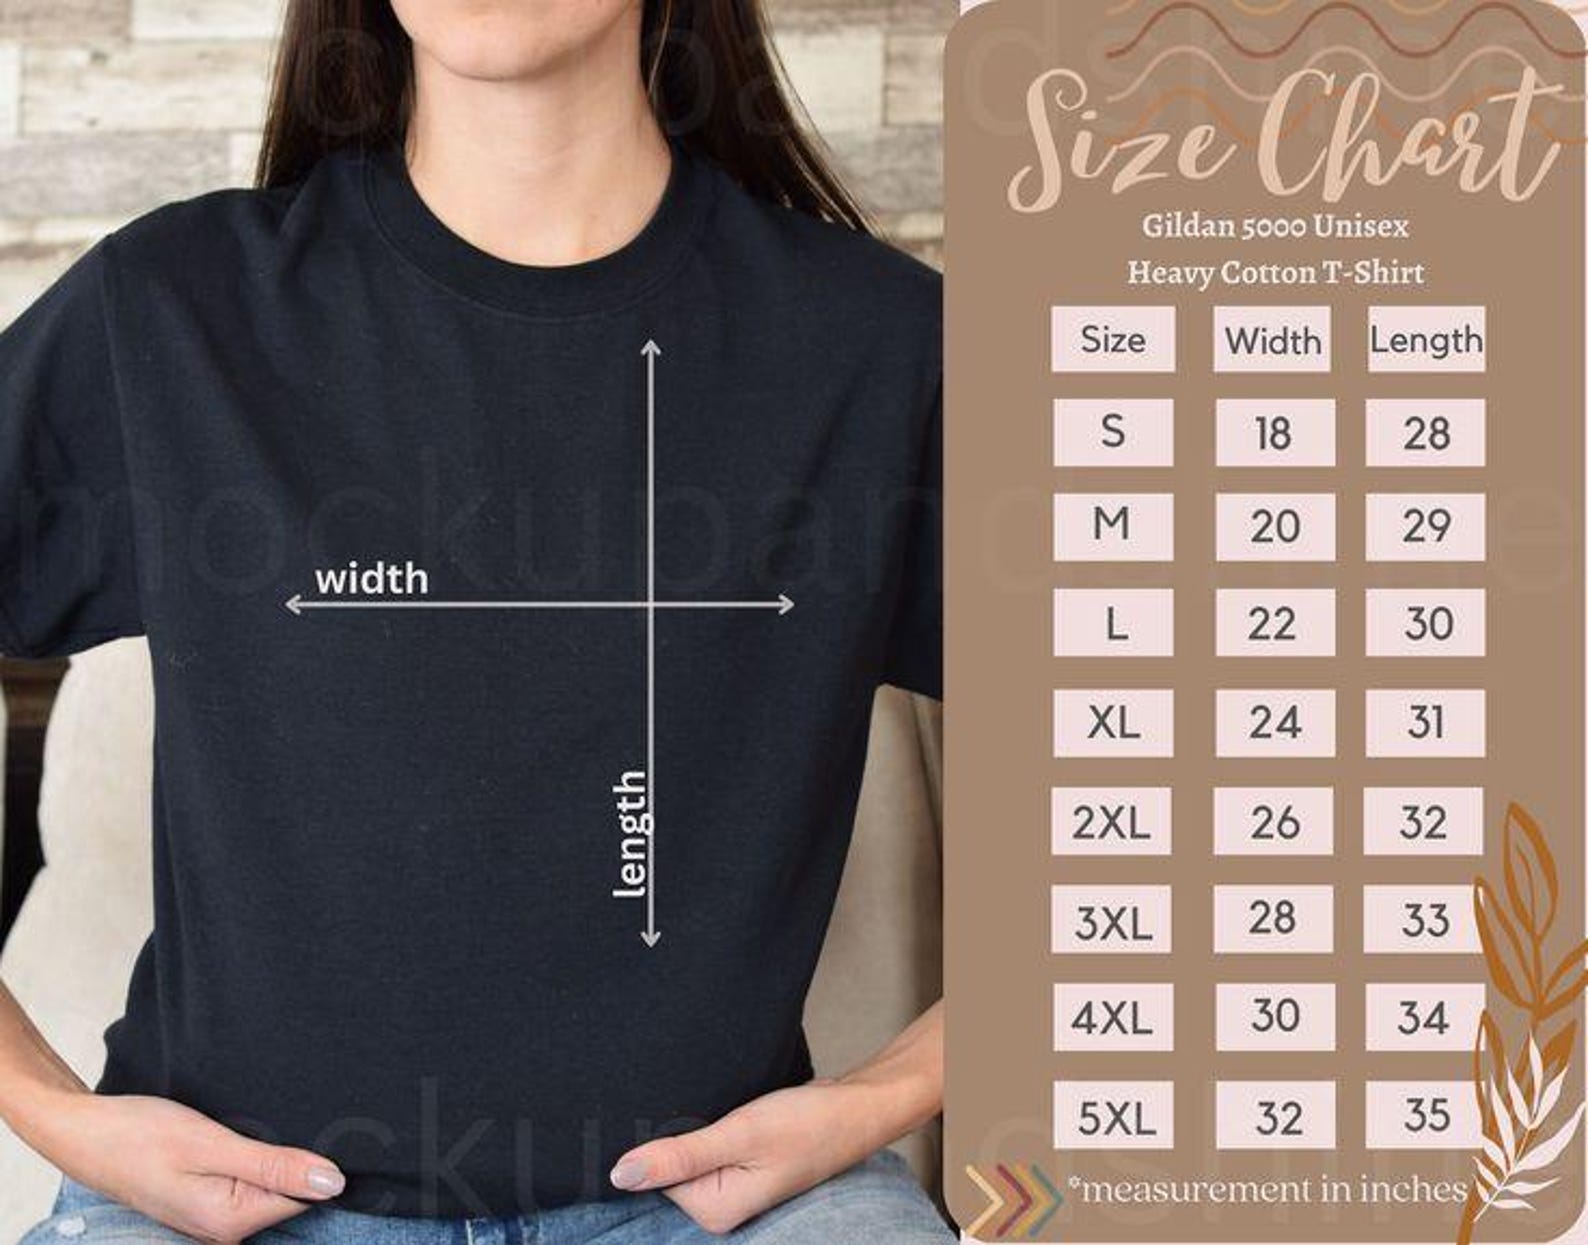 Size Chart
Gildan 5000 Unisex
Heavy Cotton T-Shirt
Size Width Length
S 18 28
M 20 29
L 22 30
XL 24 31
2XL 26 32
3XL 28 33
4XL 30 34
5XL 32 35
*measurement in inches
width
length
mockupandshine